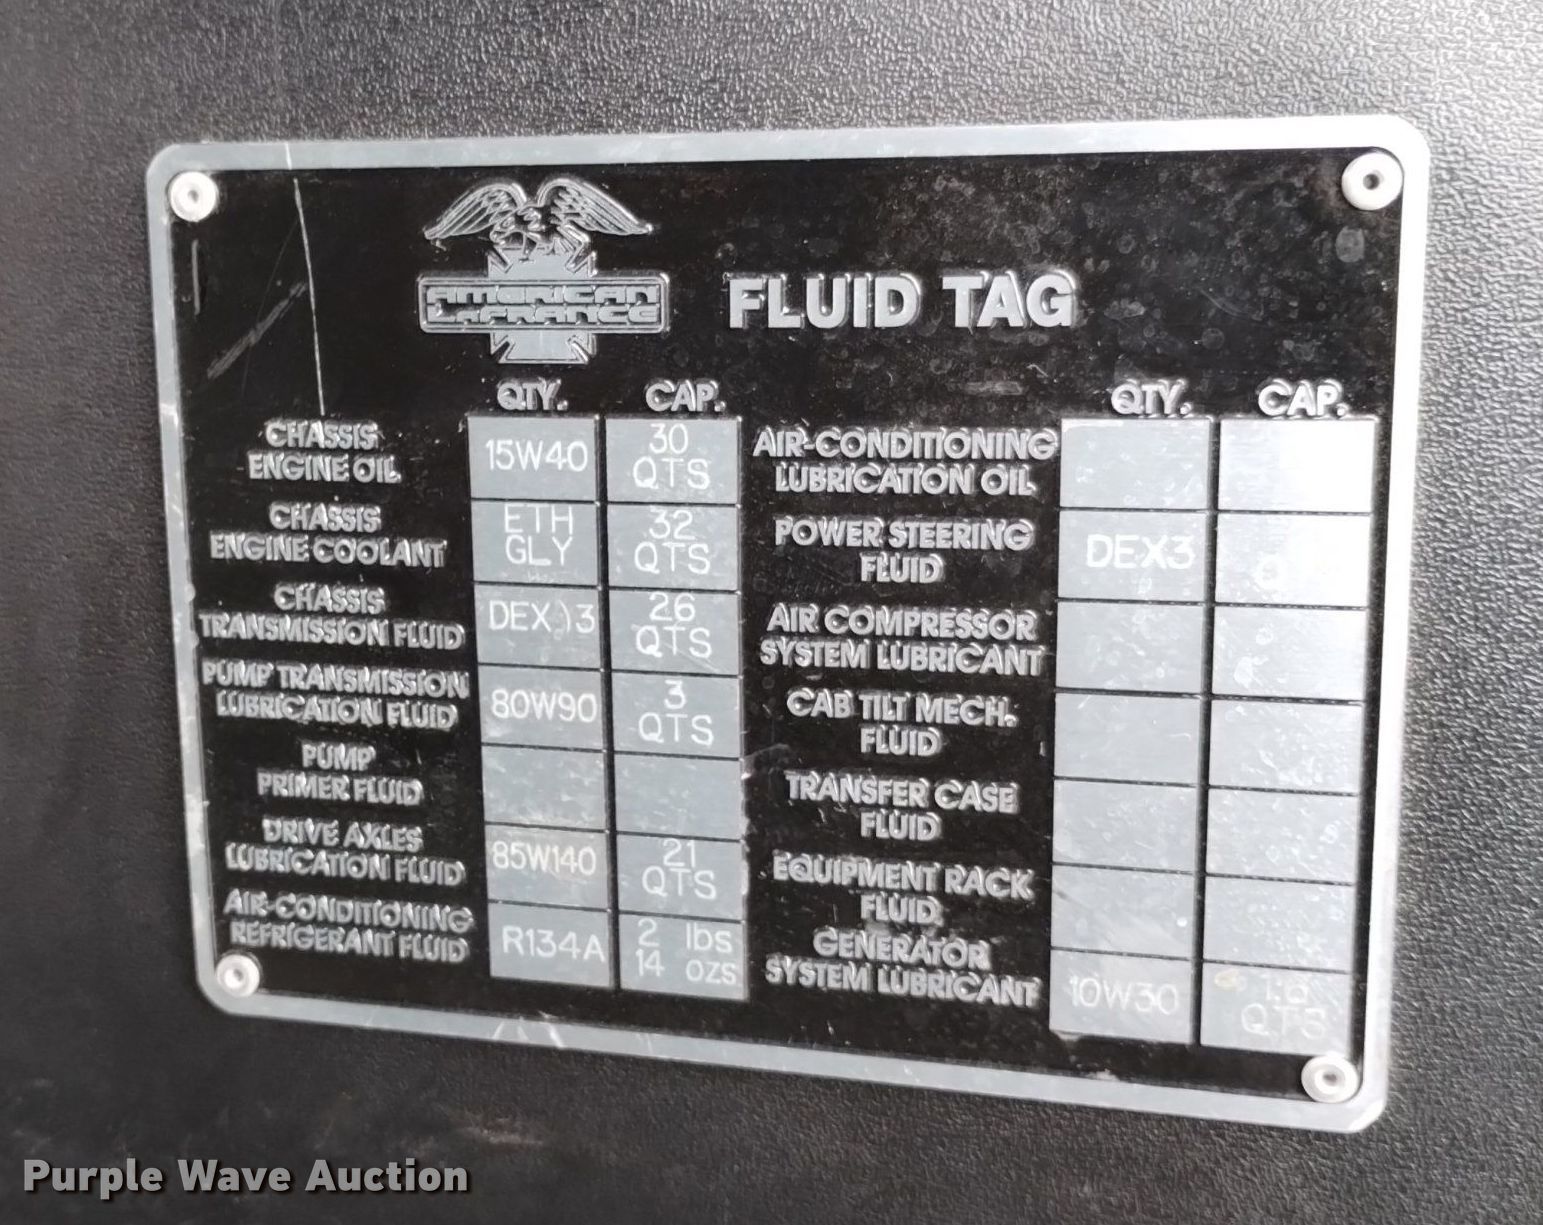 AMERICAN
LaFRANCE
FLUID TAG
QTY. CAP.
CHASSIS
ENGINE OIL
15W40
30
QTS
CHASSIS
ENGINE COOLANT
ETH
GLY
32
QTS
CHASSIS
TRANSMISSION FLUID
DEX 3
26
QTS
PUMP TRANSMISSION
LUBRICATION FLUID
80W90
3
QTS
PUMP
PRIMER FLUID
DRIVE AXLES
LUBRICATION FLUID
85W140
21
QTS
AIR-CONDITIONING
REFRIGERANT FLUID
R134A
2 lbs
14 ozs
QTY. CAP.
AIR-CONDITIONING
LUBRICATION OIL
POWER STEERING
FLUID
DEX3
AIR COMPRESSOR
SYSTEM LUBRICANT
CAB TILT MECH.
FLUID
TRANSFER CASE
FLUID
EQUIPMENT RACK
FLUID
GENERATOR
SYSTEM LUBRICANT
10W30
QTS
Purple Wave Auction